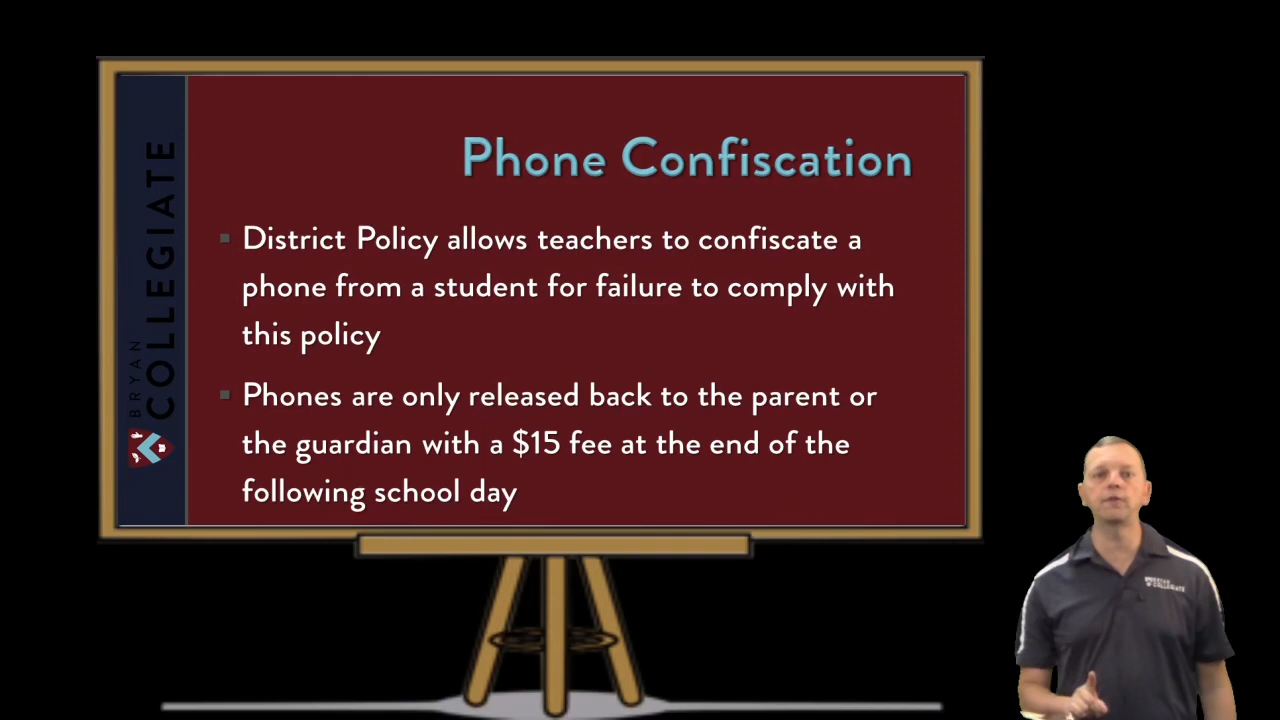 BRYAN
COLLEGIATE
Phone Confiscation
District Policy allows teachers to confiscate a
phone from a student for failure to comply with
this policy
Phones are only released back to the parent or
the guardian with a $15 fee at the end of the
following school day
BRYAN
COLLEGIATE